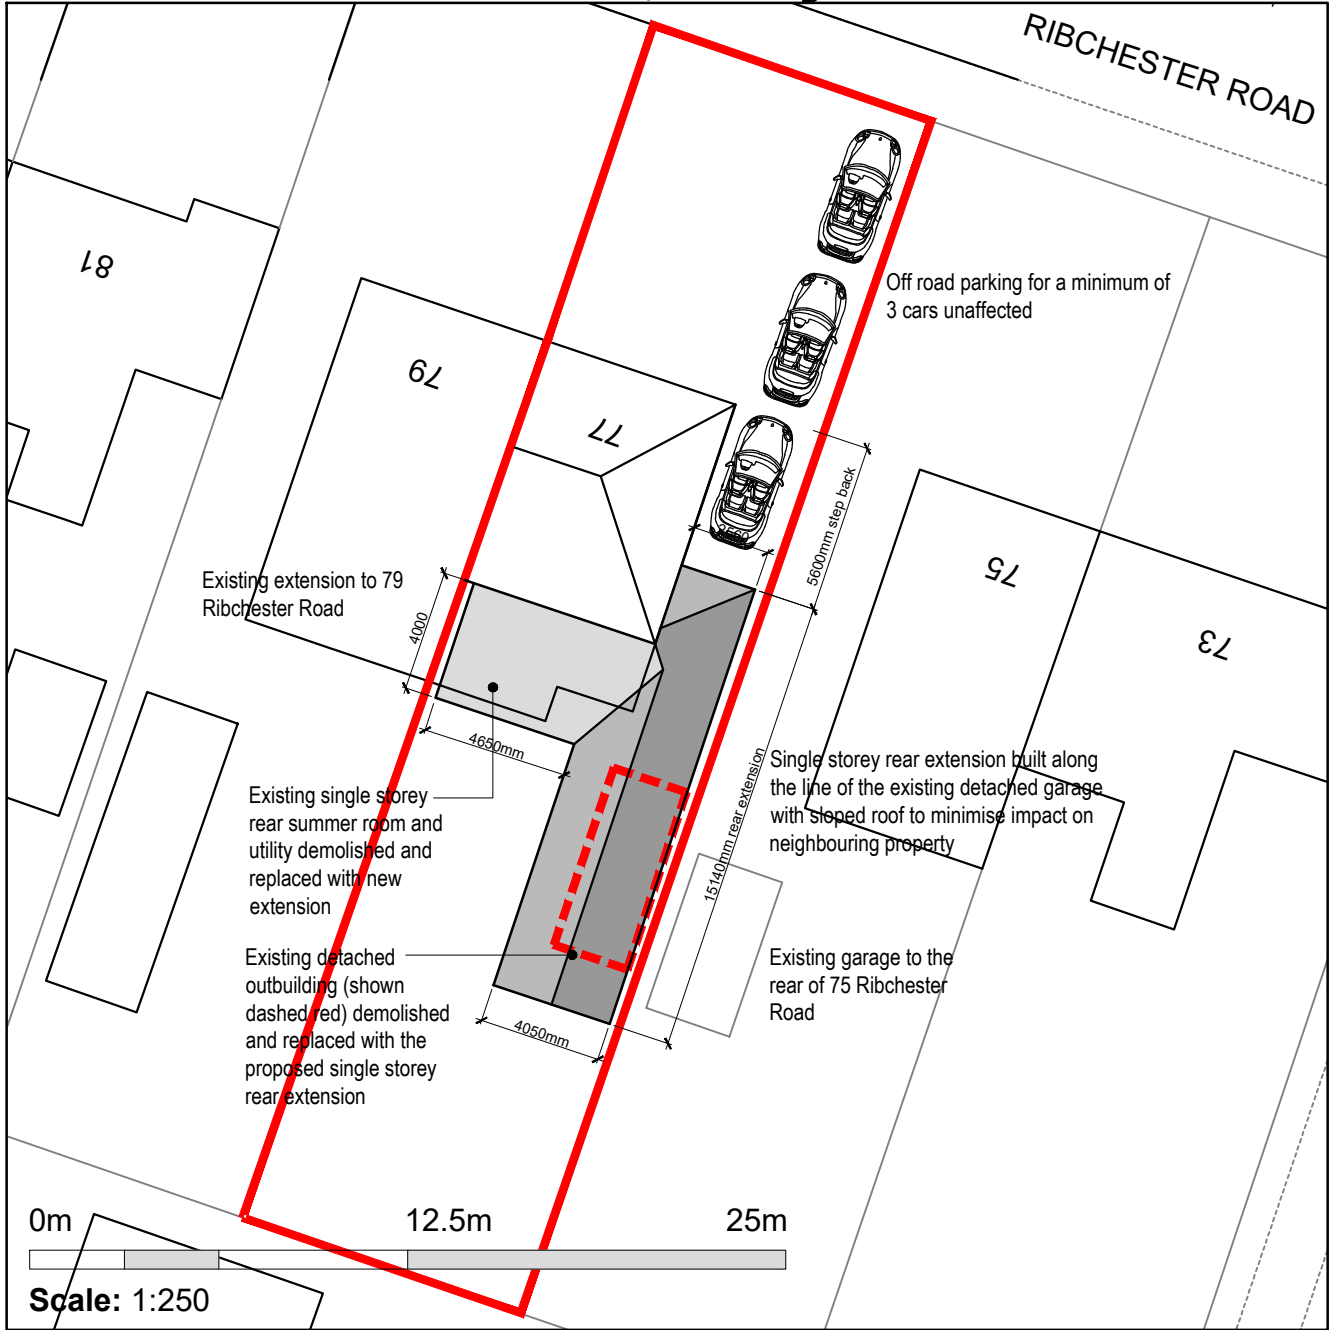 RIBCHESTER ROAD
81
Off road parking for a minimum of
3 cars unaffected
79
77
5600mm step back
75
73
Existing extension to 79
Ribchester Road
4000
4650mm
15140mm rear extension
Single storey rear extension built along
the line of the existing detached garage
with sloped roof to minimise impact on
neighbouring property
Existing single storey
rear summer room and
utility demolished and
replaced with new
extension
Existing detached
outbuilding (shown
dashed red) demolished
and replaced with the
proposed single storey
rear extension
Existing garage to the
rear of 75 Ribchester
Road
4050mm
0m
12.5m
25m
Scale: 1:250